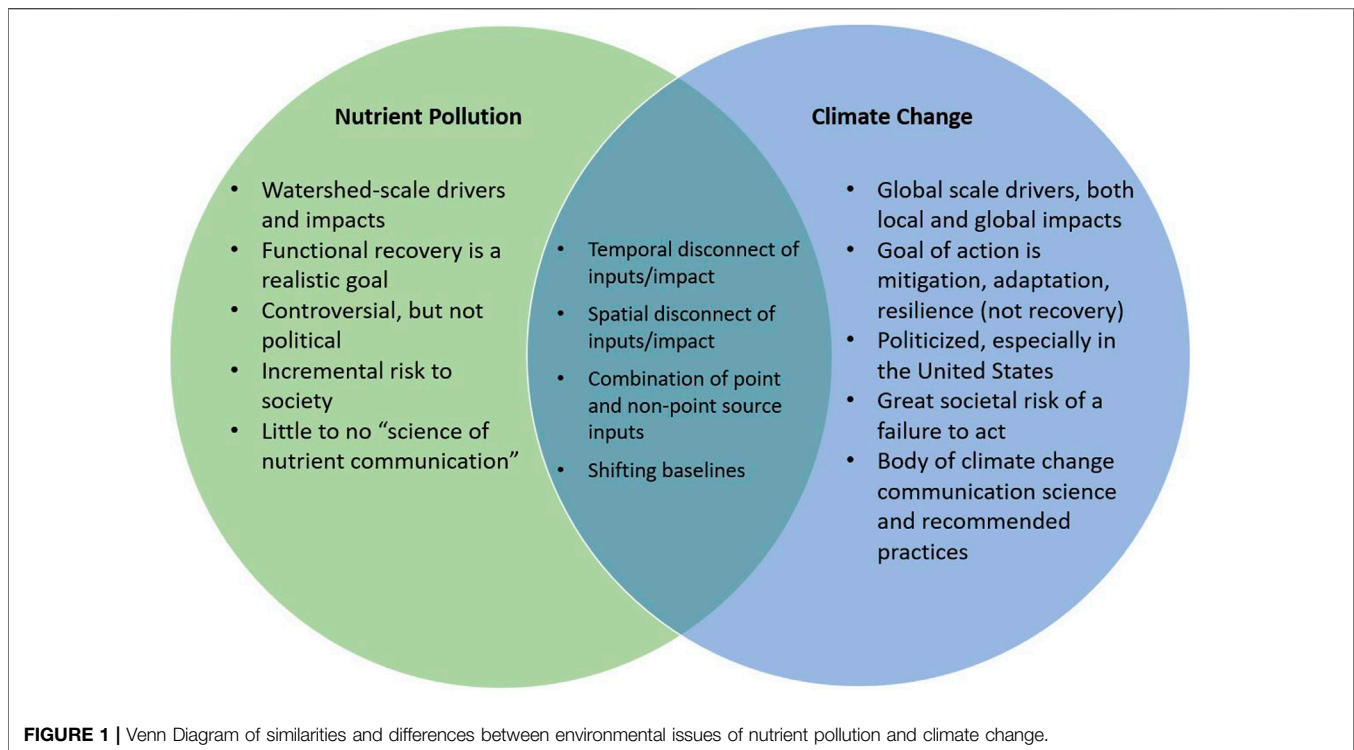 Nutrient Pollution
• Watershed-scale drivers
and impacts
• Functional recovery is a
realistic goal
• Controversial, but not
political
• Incremental risk to
society
• Little to no “science of
nutrient communication”
• Temporal disconnect of
inputs/impact
• Spatial disconnect of
inputs/impact
• Combination of point
and non-point source
inputs
• Shifting baselines
Climate Change
• Global scale drivers, both
local and global impacts
• Goal of action is
mitigation, adaptation,
resilience (not recovery)
• Politicized, especially in
the United States
• Great societal risk of a
failure to act
• Body of climate change
communication science
and recommended
practices
FIGURE 1 | Venn Diagram of similarities and differences between environmental issues of nutrient pollution and climate change.